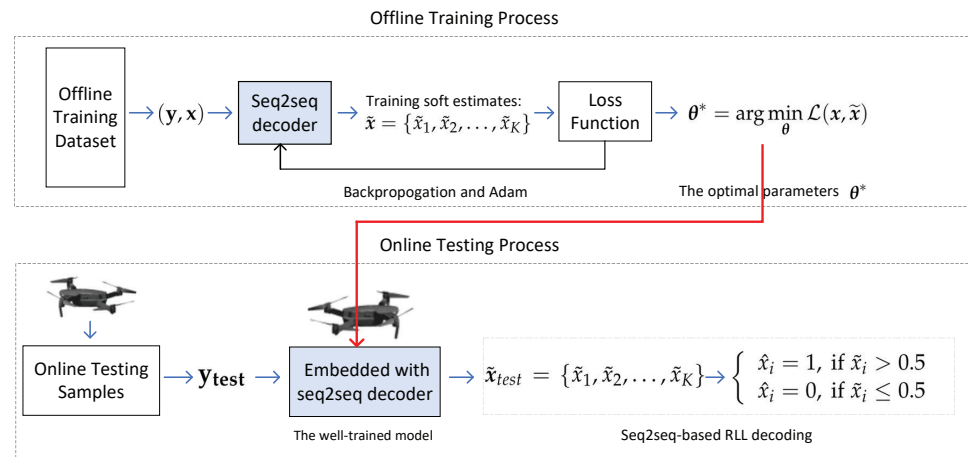 Offline Training Process
Offline
Training
Dataset
(y, x)
Seq2seq
decoder
Training soft estimates:
x̃ = {x̃₁, x̃₂, . . . , x̃_K}
Loss
Function
θ* = arg min_θ ℒ(x, x̃)
Backpropogation and Adam
The optimal parameters θ*
Online Testing Process
Online Testing
Samples
y_test
Embedded with
seq2seq decoder
The well-trained model
x̃_test = {x̃₁, x̃₂, . . . , x̃_K}
x̂ᵢ = 1, if x̃ᵢ > 0.5
x̂ᵢ = 0, if x̃ᵢ ≤ 0.5
Seq2seq-based RLL decoding